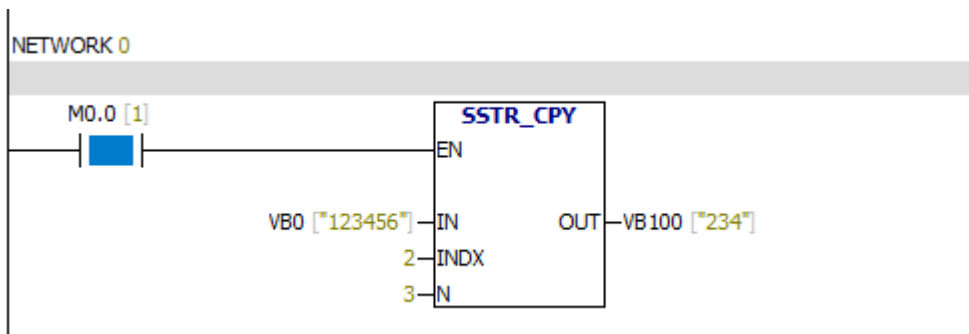 NETWORK 0
M0.0 [1]
SSTR_CPY
EN
VB0 ["123456"] IN OUT VB100 ["234"]
2 INDX
3 N